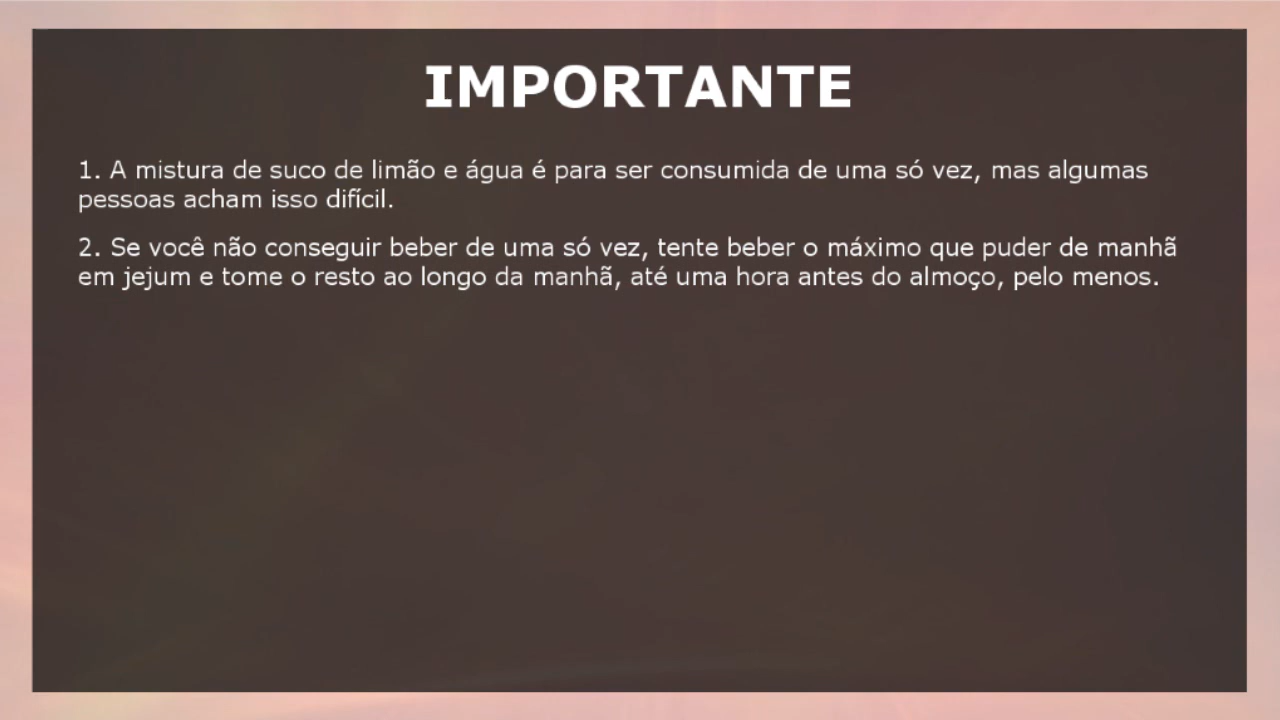 IMPORTANTE
1. A mistura de suco de limão e água é para ser consumida de uma só vez, mas algumas
pessoas acham isso difícil.
2. Se você não conseguir beber de uma só vez, tente beber o máximo que puder de manhã
em jejum e tome o resto ao longo da manhã, até uma hora antes do almoço, pelo menos.